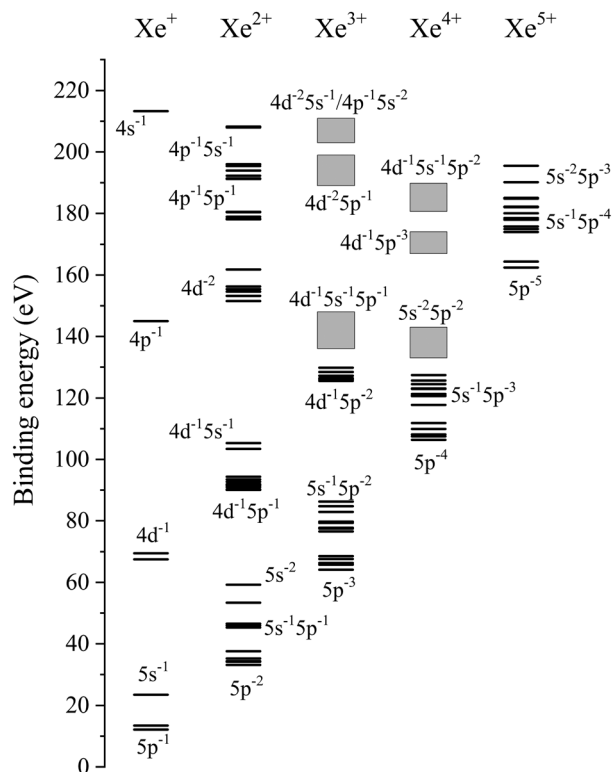 Xe⁺ Xe²⁺ Xe³⁺ Xe⁴⁺ Xe⁵⁺
Binding energy (eV)
220
200
180
160
140
120
100
80
60
40
20
0
4s⁻¹
4p⁻¹
4d⁻¹
5s⁻¹
5p⁻¹
4p⁻¹5s⁻¹
4p⁻¹5p⁻¹
4d⁻²
4d⁻¹5s⁻¹
4d⁻¹5p⁻¹
5s⁻²
5s⁻¹5p⁻¹
5p⁻²
4d⁻²5s⁻¹/4p⁻¹5s⁻²
4d⁻²5p⁻¹
4d⁻¹5s⁻¹5p⁻¹
4d⁻¹5p⁻²
5s⁻¹5p⁻²
5p⁻³
4d⁻¹5s⁻¹5p⁻²
4d⁻¹5p⁻³
5s⁻²5p⁻²
5s⁻¹5p⁻³
5p⁻⁴
5s⁻²5p⁻³
5s⁻¹5p⁻⁴
5p⁻⁵